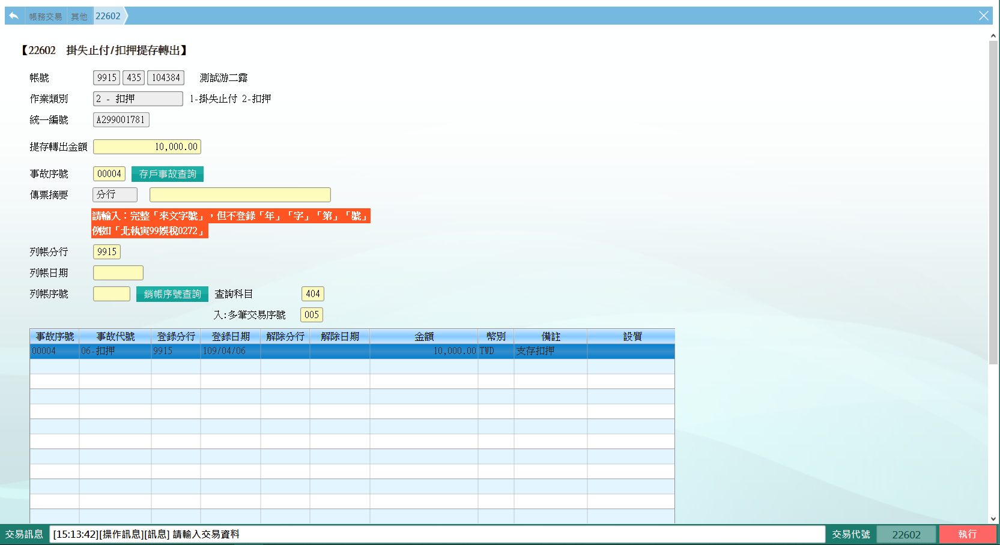 帳務交易 其他 22602
【22602 掛失止付/扣押提存轉出】
帳號 9915 435 104384 測試游二露
作業類別 2 - 扣押 1-掛失止付 2-扣押
統一編號 A299001781
提存轉出金額 10,000.00
事故序號 00004 存戶事故查詢
傳票摘要 分行
請輸入：完整「來文字號」，但不登錄「年」「字」「第」「號」
例如「北執寅99娛稅0272」
列帳分行 9915
列帳日期
列帳序號 銷帳序號查詢 查詢科目 404
入:多筆交易序號 005
事故序號 事故代號 登錄分行 登錄日期 解除分行 解除日期 金額 幣別 備註 設質
00004 06-扣押 9915 109/04/06 10,000.00 TWD 支存扣押
交易訊息 [15:13:42][操作訊息][訊息] 請輸入交易資料 交易代號 22602 執行